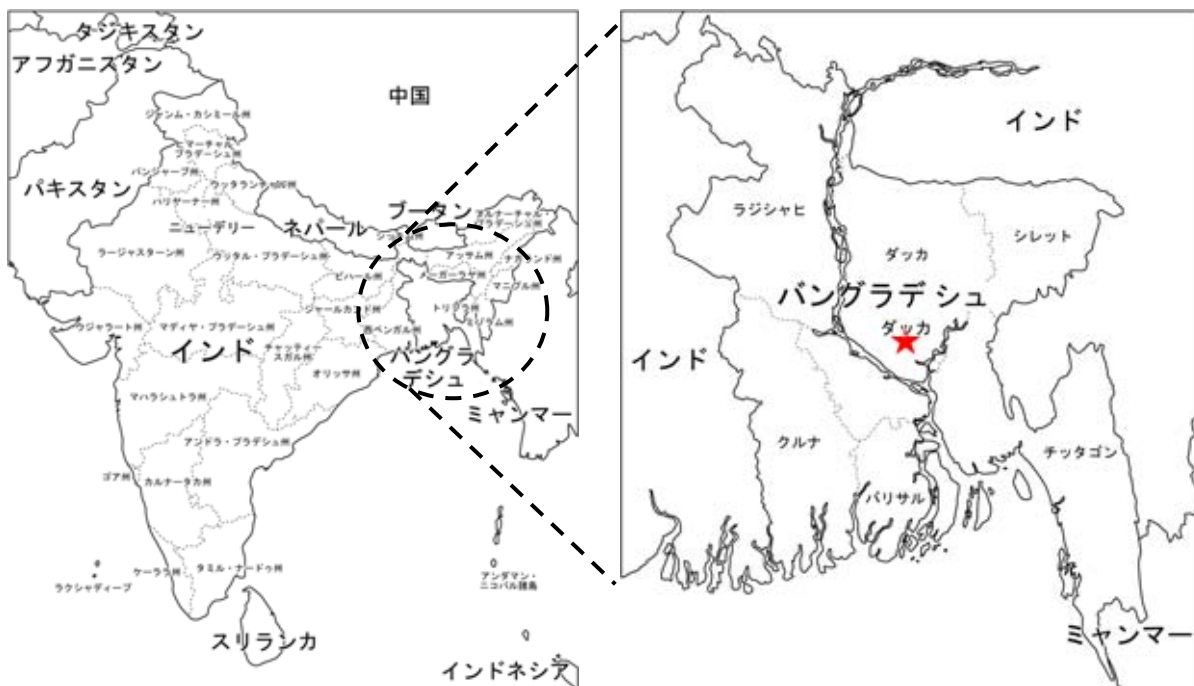 タジキスタン
アフガニスタン
中国
ジャンム・カシミール州
ヒマーチャル
プラデーシュ州
パンジャーブ州
パキスタン
ハリヤーナー州
ニューデリー
ネパール
ブータン
アルナーチャル
プラデーシュ州
ラージャスターン州
ウッタル・プラデーシュ州
アッサム州
ナガランド州
ビハール州
メーガーラヤ州
マニプル州
ジャールカンド州
トリプラ州
ミゾラム州
グジャラート州
マディヤ・プラデーシュ州
西ベンガル州
インド
チャッティー
スガル州
バングラ
デシュ
オリッサ州
マハラシュトラ州
ミャンマー
アンドラ・プラデーシュ州
ゴア州
カルナータカ州
ケーララ州
タミル・ナードゥ州
ラクシャディープ
アンダマン・
ニコバル諸島
スリランカ
インドネシア
インド
ラジシャヒ
シレット
ダッカ
バングラデシュ
ダッカ
インド
クルナ
チッタゴン
バリサル
ミャンマー